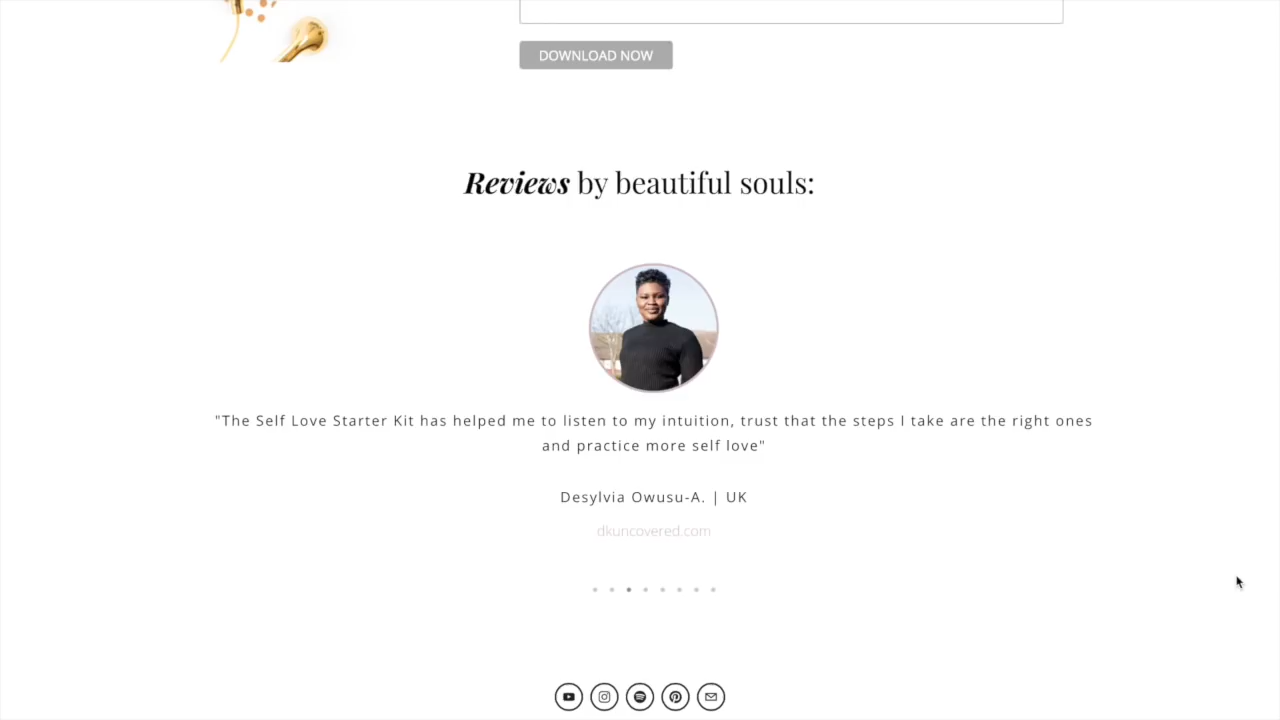 DOWNLOAD NOW
Reviews by beautiful souls:
"The Self Love Starter Kit has helped me to listen to my intuition, trust that the steps I take are the right ones
and practice more self love"
Desylvia Owusu-A. | UK
dkuncovered.com